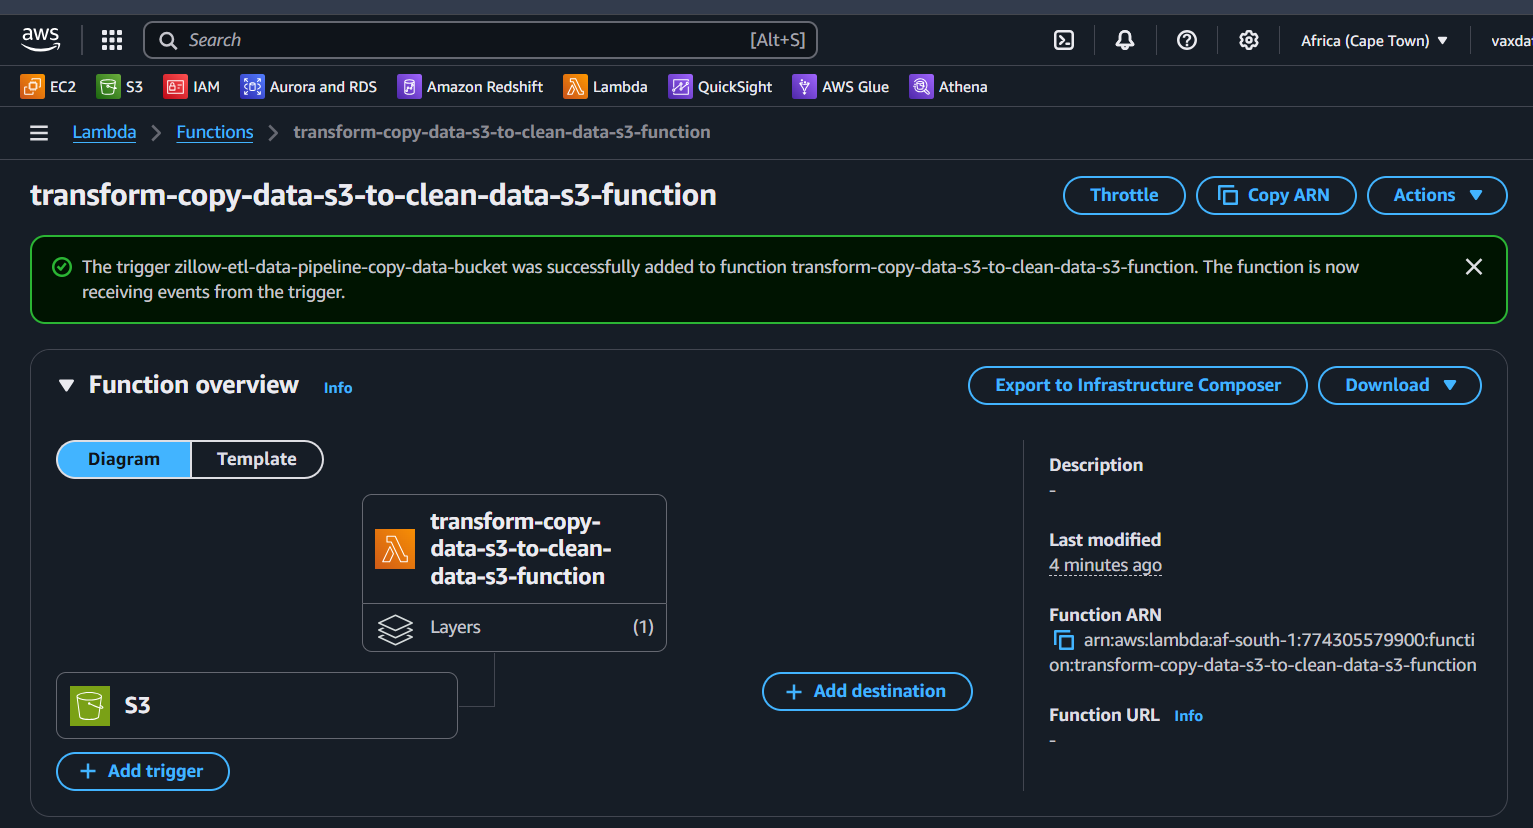 aws
Search [Alt+S]
Africa (Cape Town)
EC2 S3 IAM Aurora and RDS Amazon Redshift Lambda QuickSight AWS Glue Athena
Lambda Functions transform-copy-data-s3-to-clean-data-s3-function
transform-copy-data-s3-to-clean-data-s3-function
Throttle Copy ARN Actions
The trigger zillow-etl-data-pipeline-copy-data-bucket was successfully added to function transform-copy-data-s3-to-clean-data-s3-function. The function is now
receiving events from the trigger.
Function overview Info
Export to Infrastructure Composer Download
Diagram Template
transform-copy-
data-s3-to-clean-
data-s3-function
Layers (1)
S3
Add trigger
Add destination
Description
-
Last modified
4 minutes ago
Function ARN
arn:aws:lambda:af-south-1:774305579900:functi
on:transform-copy-data-s3-to-clean-data-s3-function
Function URL Info
-